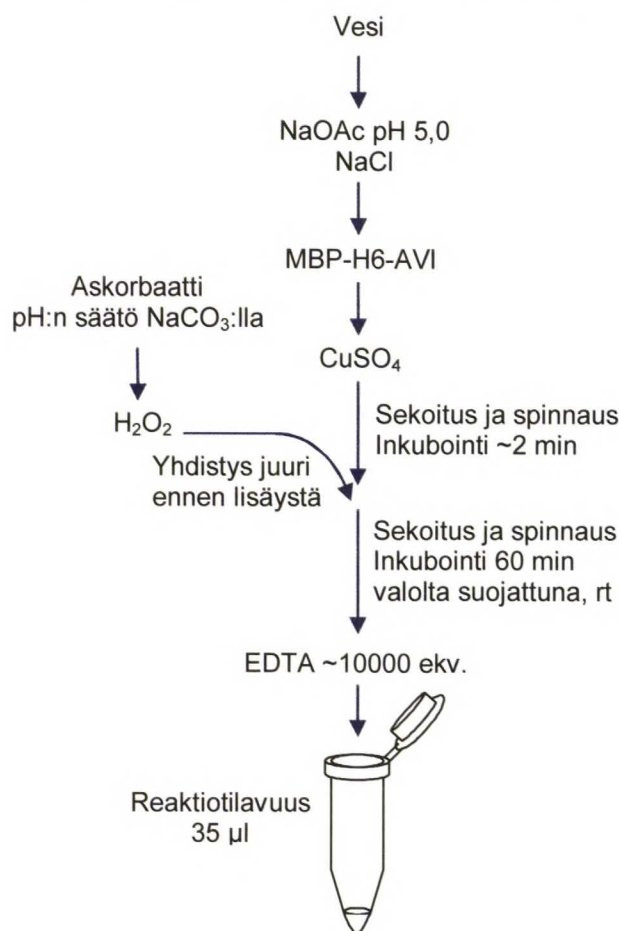 Vesi
NaOAc pH 5,0
NaCl
MBP-H6-AVI
Askorbaatti
pH:n säätö NaCO₃:lla
CuSO₄
H₂O₂
Sekoitus ja spinnaus
Inkubointi ~2 min
Yhdistys juuri
ennen lisäystä
Sekoitus ja spinnaus
Inkubointi 60 min
valolta suojattuna, rt
EDTA ~10000 ekv.
Reaktiotilavuus
35 µl